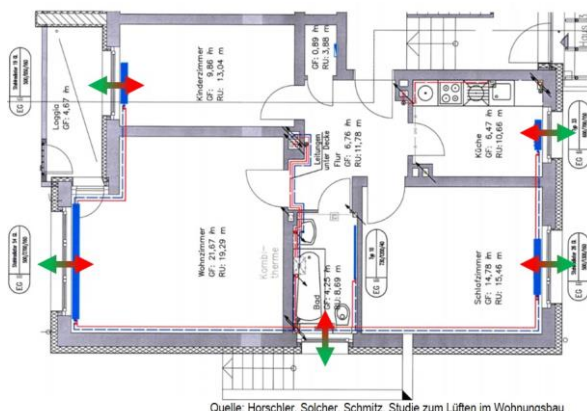 Kinderzimmer
GF: 9,86 m
RU: 13,04 m
GF: 0,89 m
RU: 3,88 m
Loggia
GF: 4,67 m
EG
Leitungen
unter Decke
Flur
GF: 6,76 m
RU: 11,78 m
Küche
GF: 6,47 m
RU: 10,66 m
EG
Wohnzimmer
GF: 21,67 m
RU: 19,29 m
EG
Kombi-
therme
Bad
GF: 4,25 m
RU: 8,69 m
EG
Schlafzimmer
GF: 14,78 m
RU: 15,46 m
EG
Quelle: Horschler, Solcher, Schmitz, Studie zum Lüften im Wohnungsbau